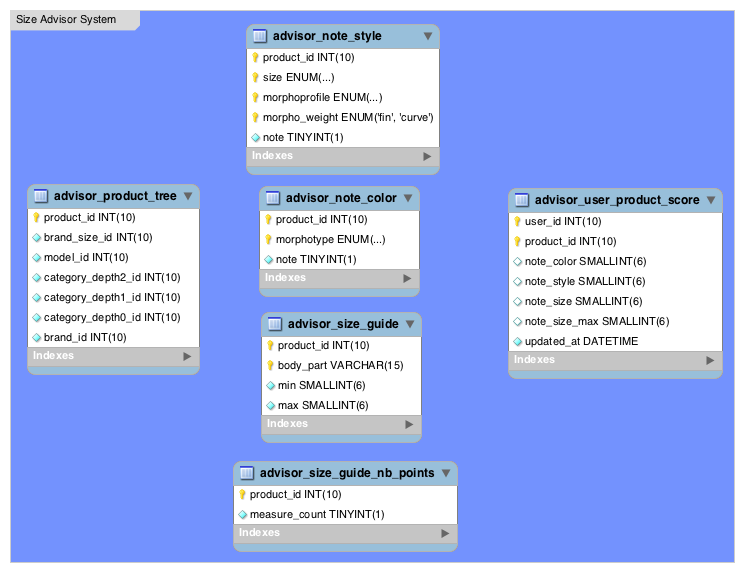 Size Advisor System
advisor_note_style
product_id INT(10)
size ENUM(...)
morphoprofile ENUM(...)
morpho_weight ENUM('fin', 'curve')
note TINYINT(1)
Indexes
advisor_product_tree
product_id INT(10)
brand_size_id INT(10)
model_id INT(10)
category_depth2_id INT(10)
category_depth1_id INT(10)
category_depth0_id INT(10)
brand_id INT(10)
Indexes
advisor_note_color
product_id INT(10)
morphotype ENUM(...)
note TINYINT(1)
Indexes
advisor_size_guide
product_id INT(10)
body_part VARCHAR(15)
min SMALLINT(6)
max SMALLINT(6)
Indexes
advisor_size_guide_nb_points
product_id INT(10)
measure_count TINYINT(1)
Indexes
advisor_user_product_score
user_id INT(10)
product_id INT(10)
note_color SMALLINT(6)
note_style SMALLINT(6)
note_size SMALLINT(6)
note_size_max SMALLINT(6)
updated_at DATETIME
Indexes